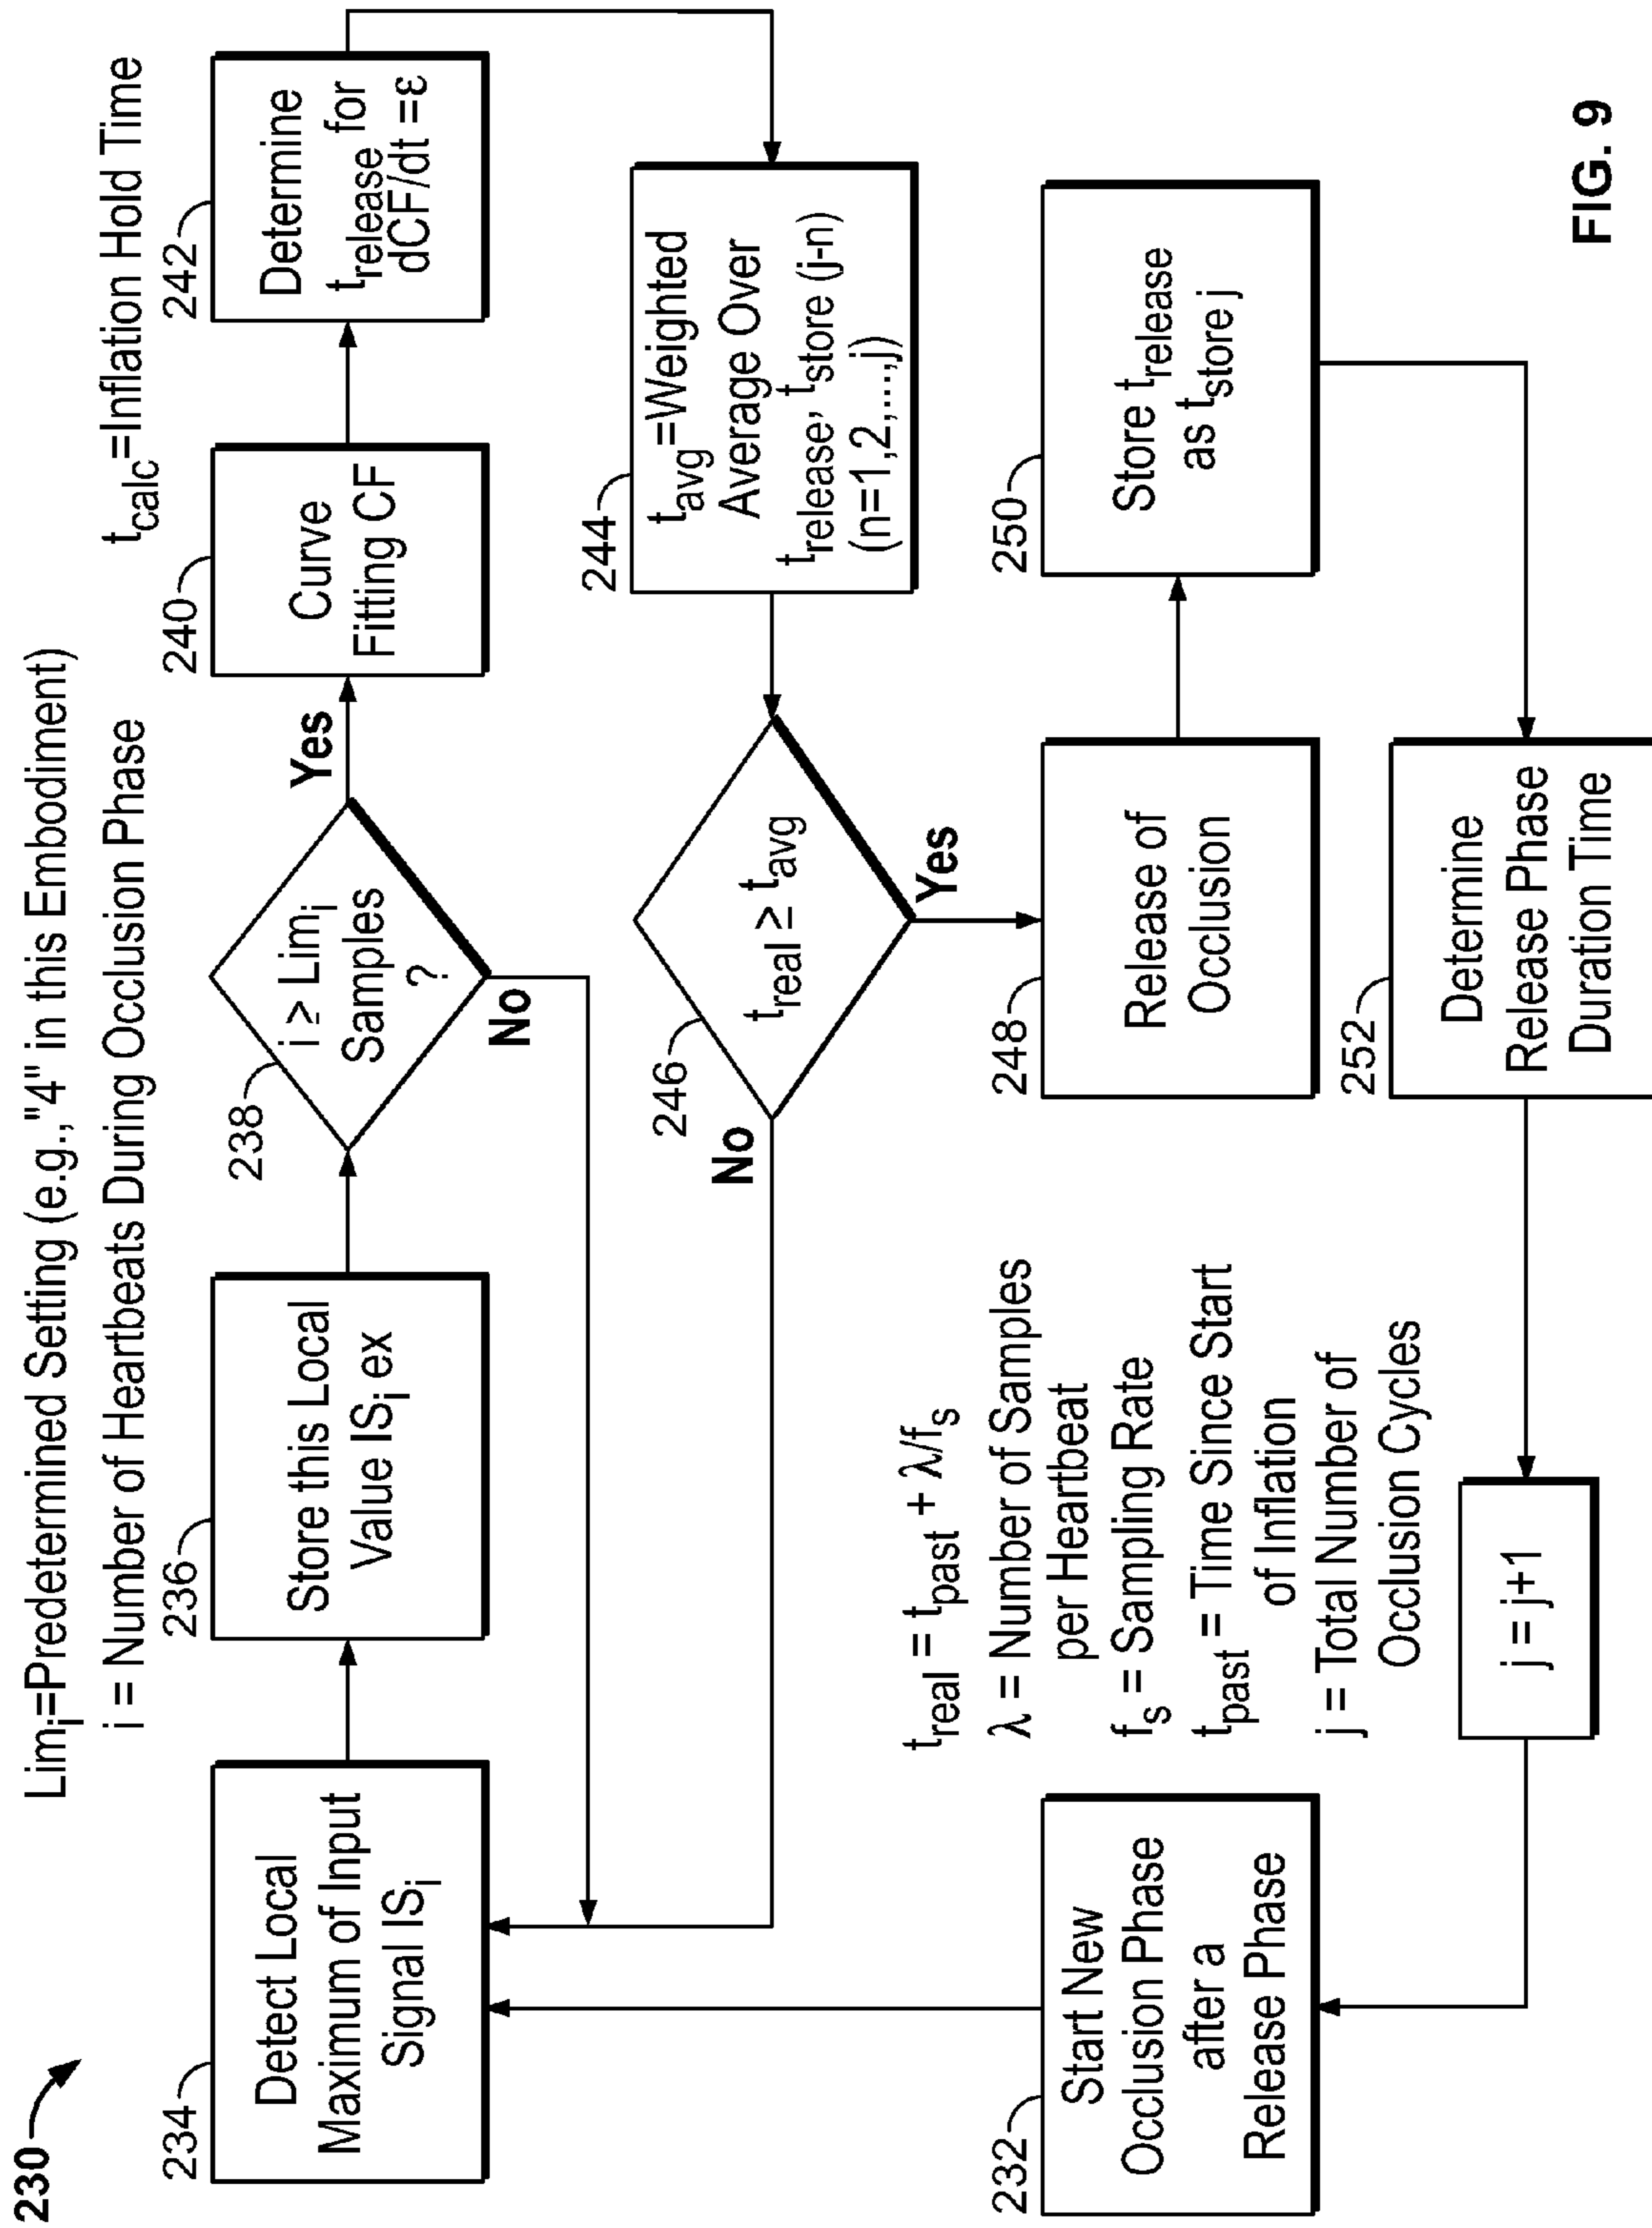 230
Lim_i=Predetermined Setting (e.g.,"4" in this Embodiment)
i = Number of Heartbeats During Occlusion Phase
t_calc=Inflation Hold Time
234
Detect Local
Maximum of Input
Signal IS_i
236
Store this Local
Value IS_i ex
238
i ≥ Lim_i
Samples
?
Yes
No
240
Curve
Fitting CF
242
Determine
t_release for
dCF/dt =ε
244
t_avg=Weighted
Average Over
t_release, t_store (j-n)
(n=1,2,...,j)
246
t_real ≥ t_avg
No
Yes
248
Release of
Occlusion
250
Store t_release
as t_store j
252
Determine
Release Phase
Duration Time
t_real = t_past + λ/f_s
λ = Number of Samples
per Heartbeat
f_s = Sampling Rate
t_past = Time Since Start
of Inflation
j = Total Number of
Occlusion Cycles
j = j+1
232
Start New
Occlusion Phase
after a
Release Phase
FIG. 9